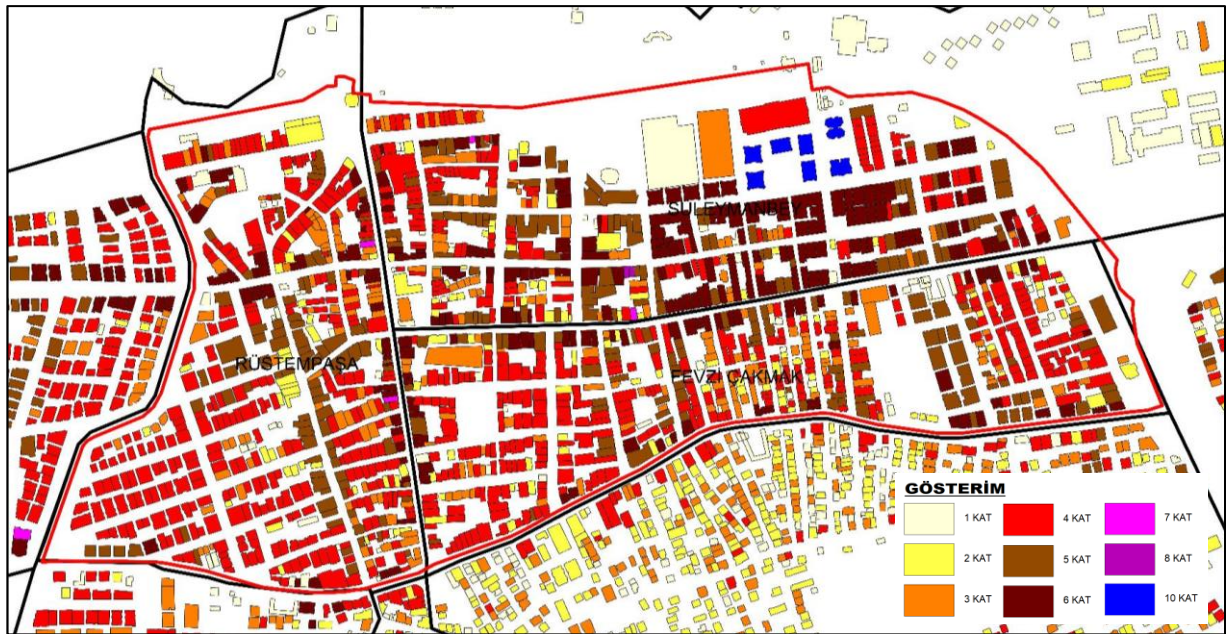 SÜLEYMANBEY
RÜSTEMPAŞA
FEVZİ ÇAKMAK
GÖSTERİM
1 KAT
4 KAT
7 KAT
2 KAT
5 KAT
8 KAT
3 KAT
6 KAT
10 KAT